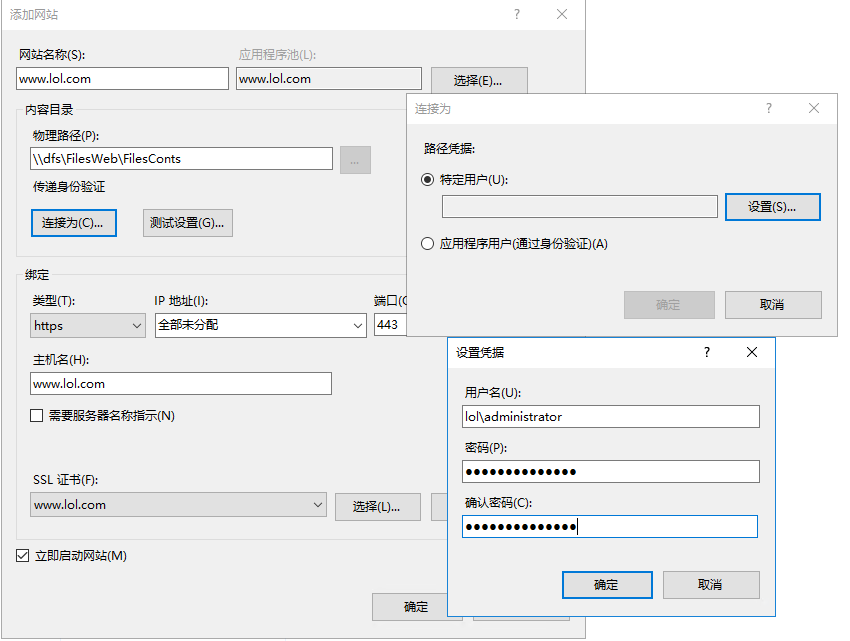 添加网站
?
网站名称(S):
应用程序池(L):
www.lol.com
www.lol.com
选择(E)...
内容目录
物理路径(P):
\\dfs\FilesWeb\FilesConts
...
传递身份验证
连接为(C)...
测试设置(G)...
绑定
类型(T):
IP 地址(I):
https
全部未分配
443
主机名(H):
www.lol.com
需要服务器名称指示(N)
SSL 证书(F):
www.lol.com
选择(L)...
立即启动网站(M)
确定
连接为
?
路径凭据:
特定用户(U):
设置(S)...
应用程序用户(通过身份验证)(A)
确定
取消
设置凭据
?
用户名(U):
lol\administrator
密码(P):
●●●●●●●●●●●●●●
确认密码(C):
●●●●●●●●●●●●●●
确定
取消